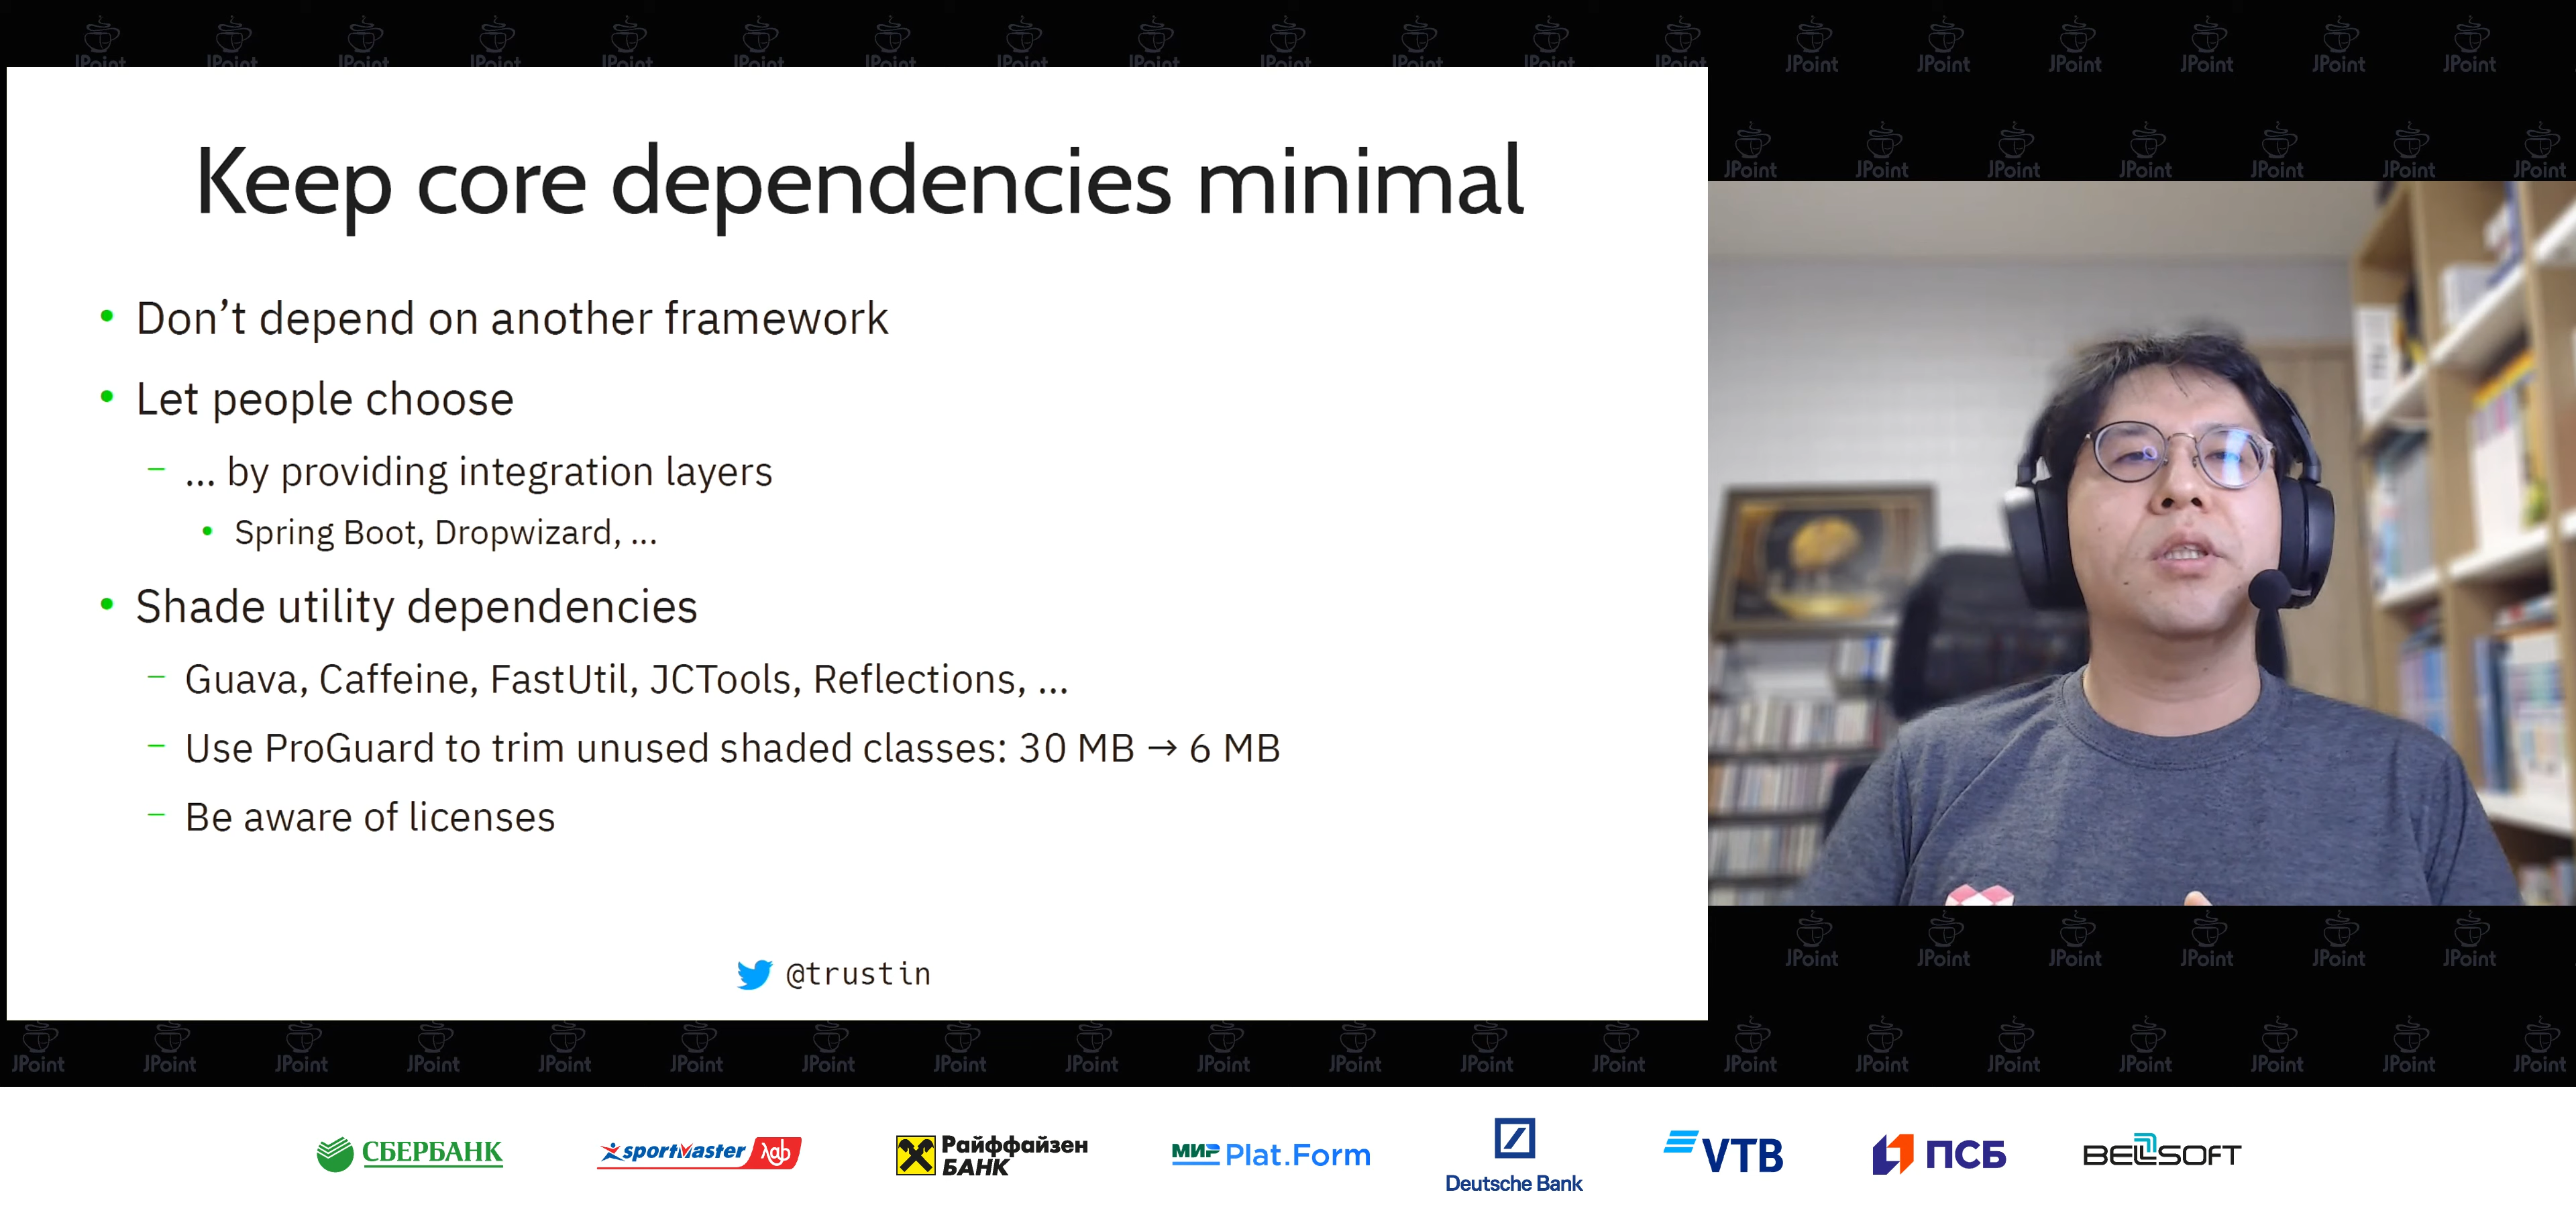 Keep core dependencies minimal
• Don’t depend on another framework
• Let people choose
– ... by providing integration layers
• Spring Boot, Dropwizard, ...
• Shade utility dependencies
– Guava, Caffeine, FastUtil, JCTools, Reflections, ...
– Use ProGuard to trim unused shaded classes: 30 MB → 6 MB
– Be aware of licenses
@trustin
JPoint
СБЕРБАНК
sportmaster лab
Райффайзен
БАНК
МИР Plat.Form
Deutsche Bank
VTB
ПСБ
BELLSOFT